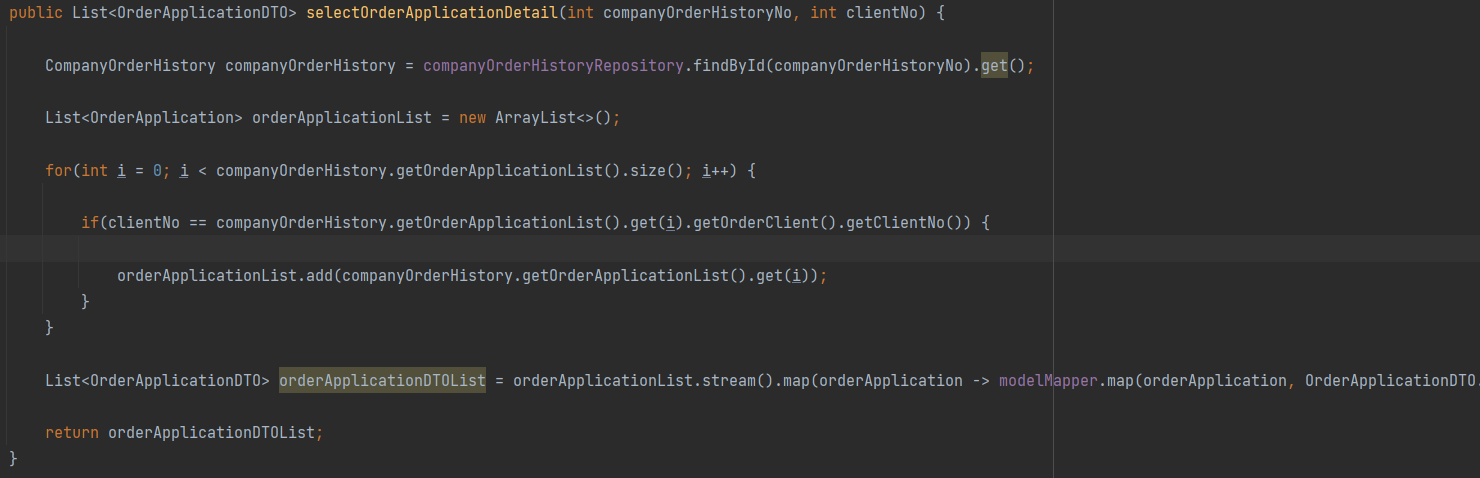 public List<OrderApplicationDTO> selectOrderApplicationDetail(int companyOrderHistoryNo, int clientNo) {
CompanyOrderHistory companyOrderHistory = companyOrderHistoryRepository.findById(companyOrderHistoryNo).get();
List<OrderApplication> orderApplicationList = new ArrayList<>();
for(int i = 0; i < companyOrderHistory.getOrderApplicationList().size(); i++) {
if(clientNo == companyOrderHistory.getOrderApplicationList().get(i).getOrderClient().getClientNo()) {
orderApplicationList.add(companyOrderHistory.getOrderApplicationList().get(i));
}
}
List<OrderApplicationDTO> orderApplicationDTOList = orderApplicationList.stream().map(orderApplication -> modelMapper.map(orderApplication, OrderApplicationDTO.
return orderApplicationDTOList;
}